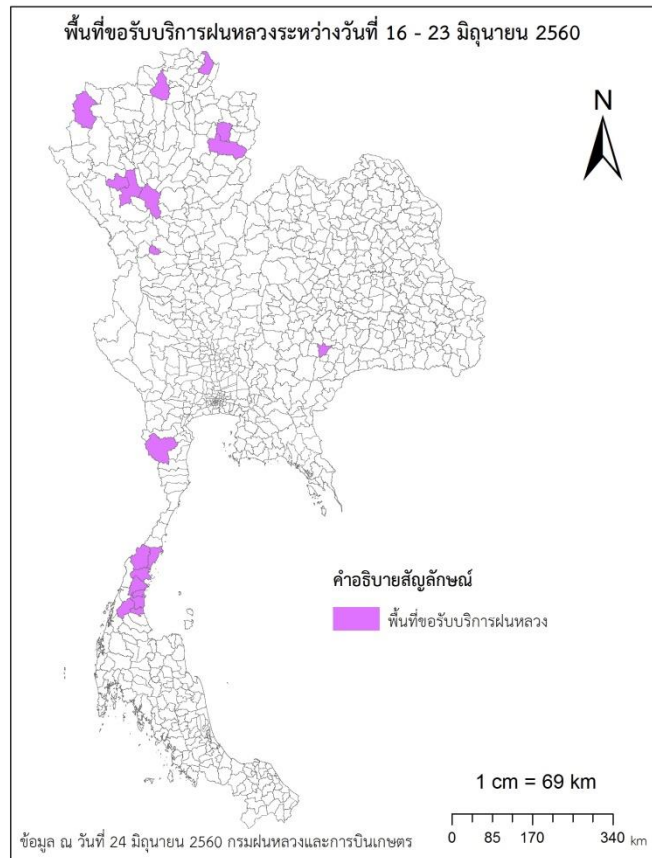 พื้นที่ขอรับบริการฝนหลวงระหว่างวันที่ 16 - 23 มิถุนายน 2560
N
คำอธิบายสัญลักษณ์
พื้นที่ขอรับบริการฝนหลวง
1 cm = 69 km
0 85 170 340 km
ข้อมูล ณ วันที่ 24 มิถุนายน 2560 กรมฝนหลวงและการบินเกษตร